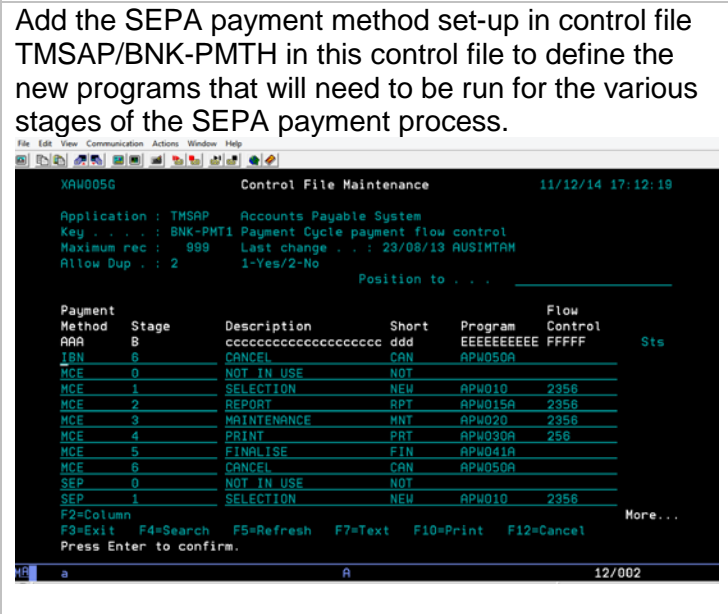 Add the SEPA payment method set-up in control file
TMSAP/BNK-PMTH in this control file to define the
new programs that will need to be run for the various
stages of the SEPA payment process.
File Edit View Communication Actions Window Help
XAW005G Control File Maintenance 11/12/14 17:12:19
Application : TMSAP Accounts Payable System
Key . . . . : BNK-PMT1 Payment Cycle payment flow control
Maximum rec : 999 Last change . . : 23/08/13 AUSIMTAM
Allow Dup . : 2 1-Yes/2-No
Position to . . .
Payment Flow
Method Stage Description Short Program Control
AAA B cccccccccccccccccccc ddd EEEEEEEEEE FFFFF Sts
IBN 6 CANCEL CAN APW050A
MCE 0 NOT IN USE NOT
MCE 1 SELECTION NEW APW010 2356
MCE 2 REPORT RPT APW015A 2356
MCE 3 MAINTENANCE MNT APW020 2356
MCE 4 PRINT PRT APW030A 256
MCE 5 FINALISE FIN APW041A
MCE 6 CANCEL CAN APW050A
SEP 0 NOT IN USE NOT
SEP 1 SELECTION NEW APW010 2356
F2=Column More...
F3=Exit F4=Search F5=Refresh F7=Text F10=Print F12=Cancel
Press Enter to confirm.
MA a A 12/002